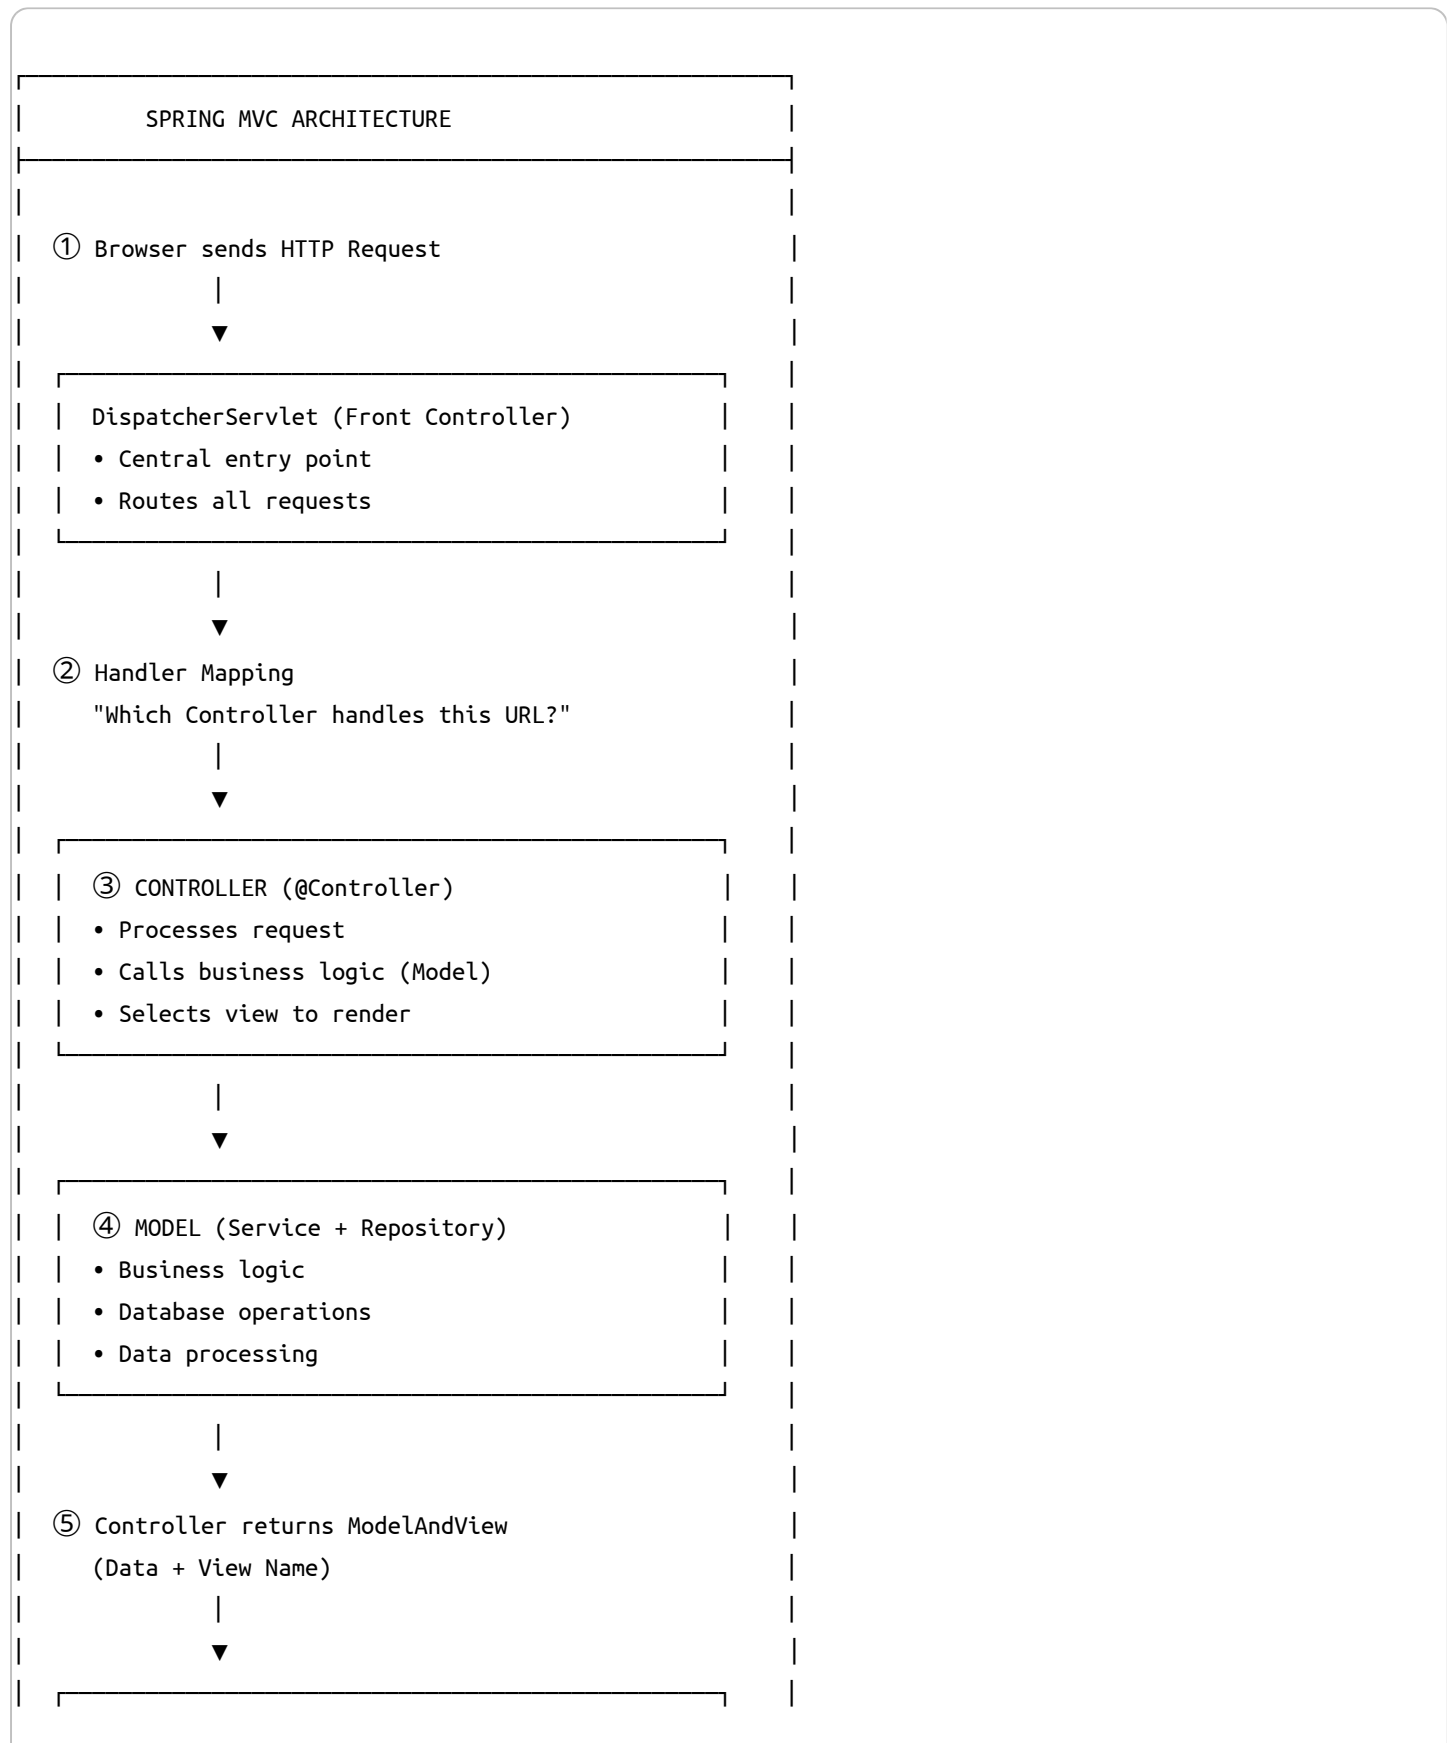 SPRING MVC ARCHITECTURE
① Browser sends HTTP Request
▼
DispatcherServlet (Front Controller)
• Central entry point
• Routes all requests
▼
② Handler Mapping
"Which Controller handles this URL?"
▼
③ CONTROLLER (@Controller)
• Processes request
• Calls business logic (Model)
• Selects view to render
▼
④ MODEL (Service + Repository)
• Business logic
• Database operations
• Data processing
▼
⑤ Controller returns ModelAndView
(Data + View Name)
▼